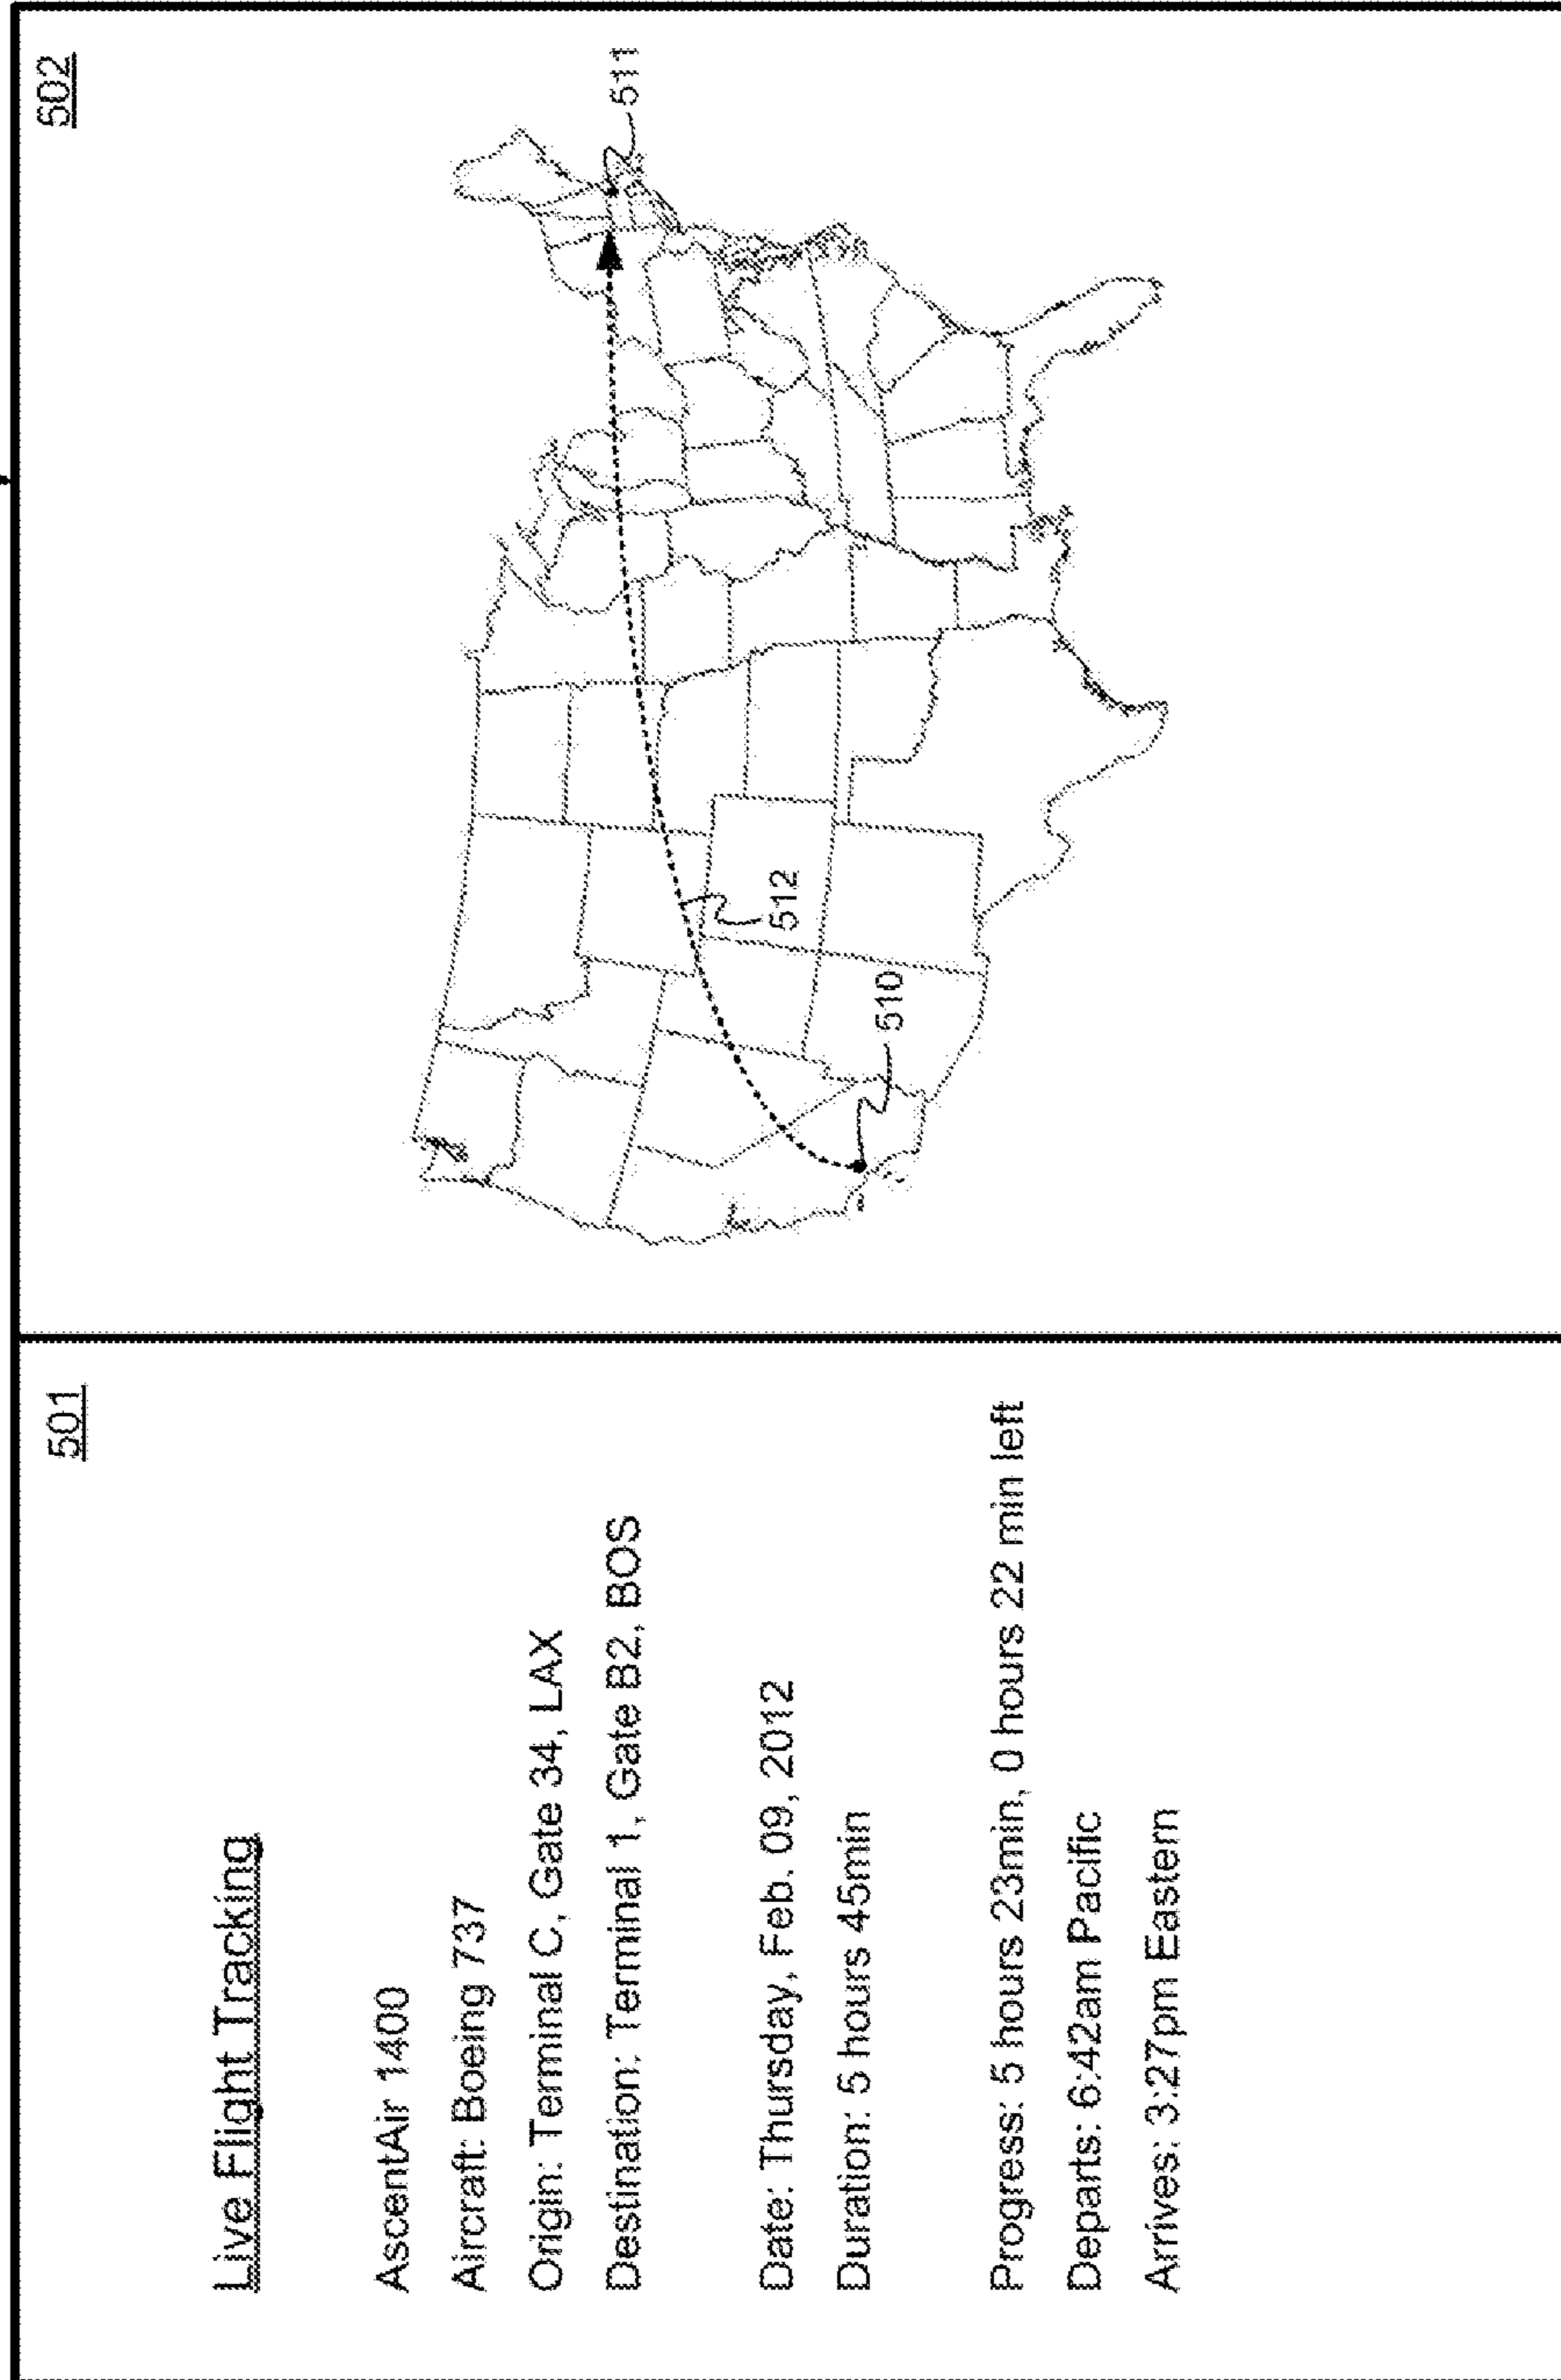 501
Live Flight Tracking
AscentAir 1400
Aircraft: Boeing 737
Origin: Terminal C, Gate 34, LAX
Destination: Terminal 1, Gate B2, BOS
Date: Thursday, Feb. 09, 2012
Duration: 5 hours 45min
Progress: 5 hours 23min, 0 hours 22 min left
Departs: 6:42am Pacific
Arrives: 3:27pm Eastern
502
511
512
510